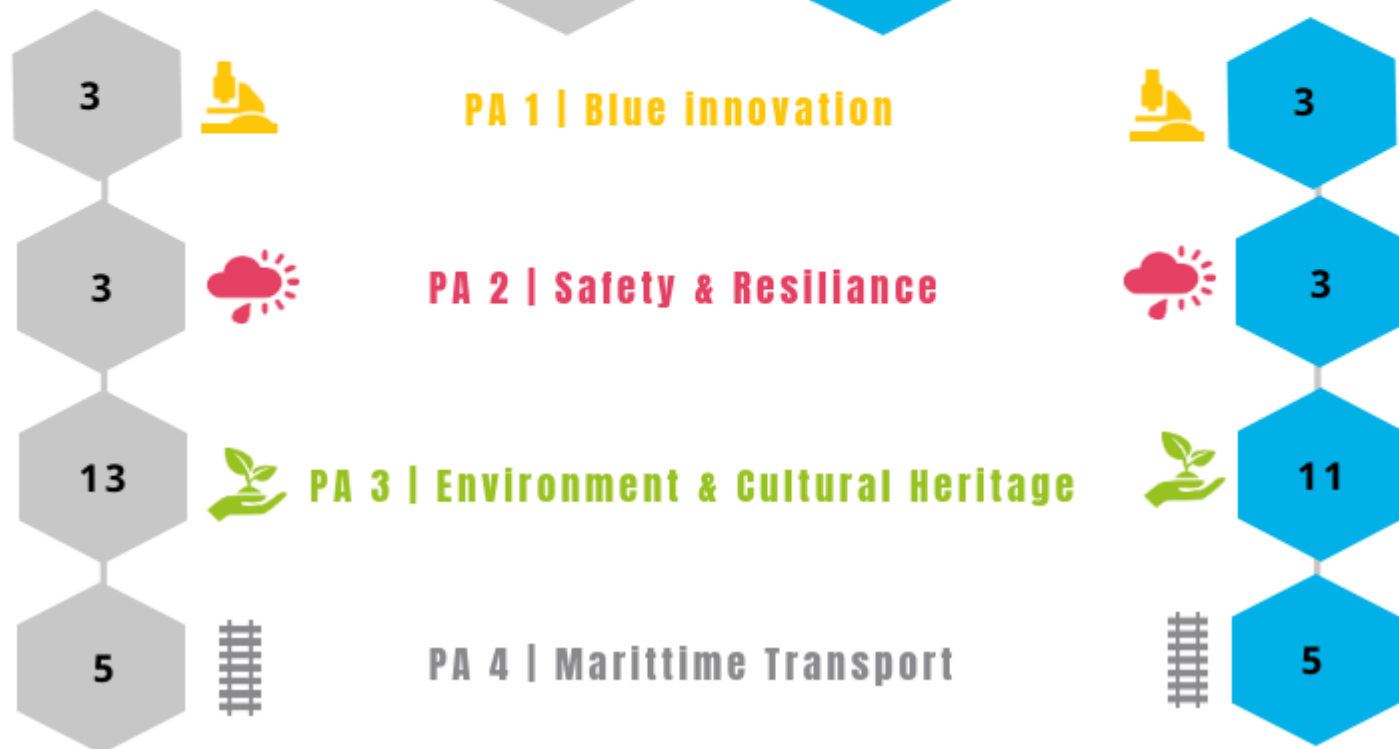 3 PA 1 | Blue innovation 3
3 PA 2 | Safety & Resiliance 3
13 PA 3 | Environment & Cultural Heritage 11
5 PA 4 | Marittime Transport 5